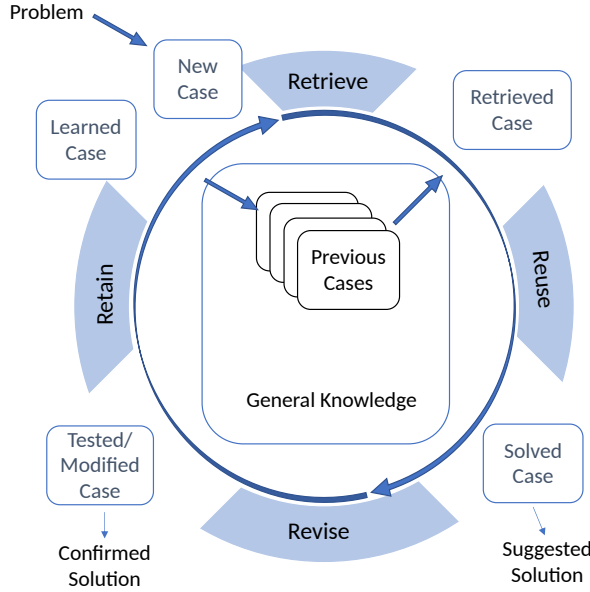 Problem
New
Case
Retrieve
Retrieved
Case
Learned
Case
Previous
Cases
General Knowledge
Retain
Reuse
Tested/
Modified
Case
Confirmed
Solution
Revise
Solved
Case
Suggested
Solution